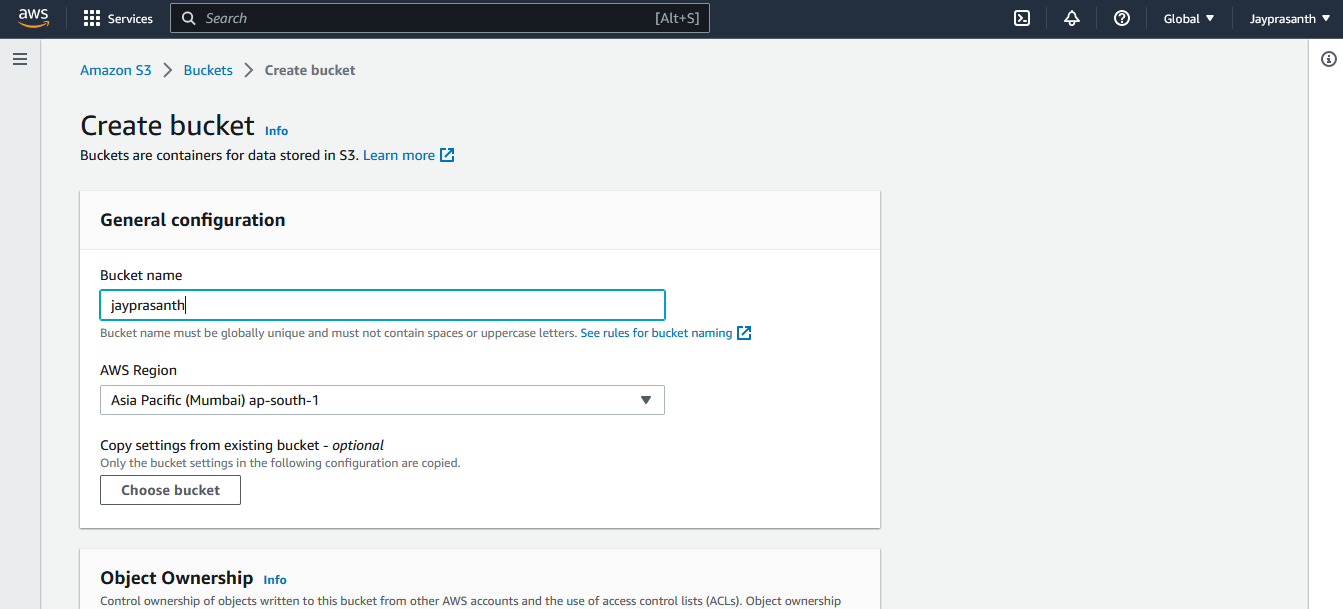 aws Services Search [Alt+S] Global Jayprasanth
Amazon S3 Buckets Create bucket
Create bucket Info
Buckets are containers for data stored in S3. Learn more
General configuration
Bucket name
jayprasanth
Bucket name must be globally unique and must not contain spaces or uppercase letters. See rules for bucket naming
AWS Region
Asia Pacific (Mumbai) ap-south-1
Copy settings from existing bucket - optional
Only the bucket settings in the following configuration are copied.
Choose bucket
Object Ownership Info
Control ownership of objects written to this bucket from other AWS accounts and the use of access control lists (ACLs). Object ownership